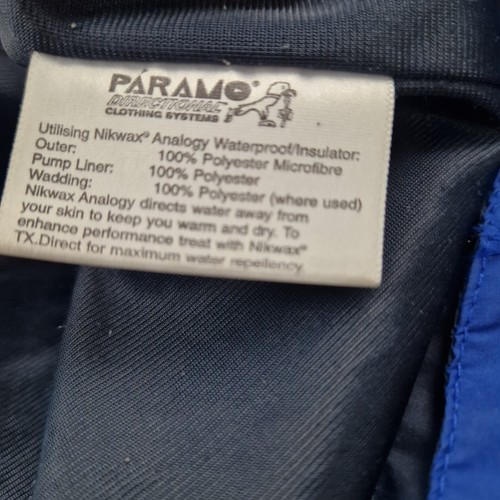 PÁRAMO®
DIRECTIONAL
CLOTHING SYSTEMS
Utilising Nikwax® Analogy Waterproof/Insulator:
Outer: 100% Polyester Microfibre
Pump Liner: 100% Polyester
Wadding: 100% Polyester (where used)
Nikwax Analogy directs water away from
your skin to keep you warm and dry. To
enhance performance treat with Nikwax®
TX.Direct for maximum water repellency.